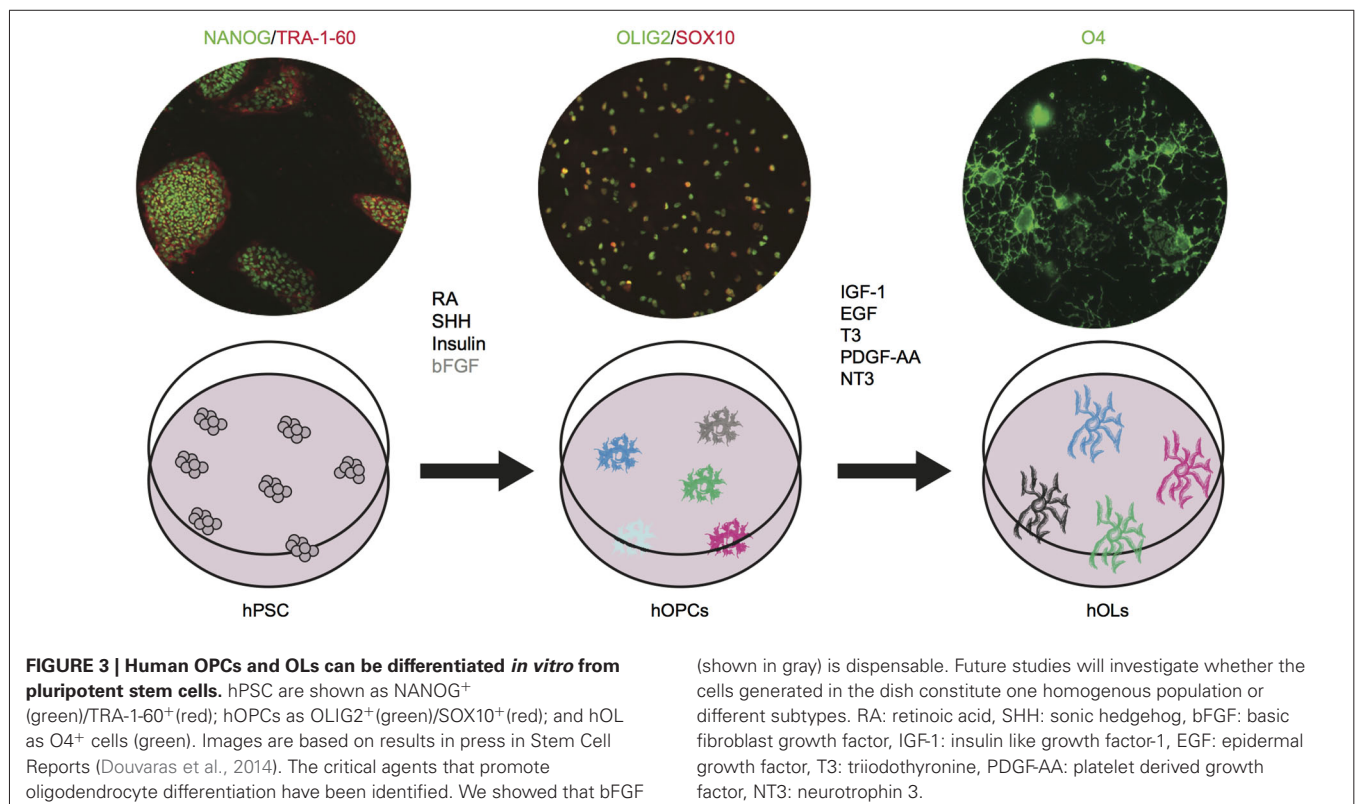 NANOG/TRA-1-60
OLIG2/SOX10
O4
RA
SHH
Insulin
bFGF
IGF-1
EGF
T3
PDGF-AA
NT3
hPSC
hOPCs
hOLs
FIGURE 3 | Human OPCs and OLs can be differentiated in vitro from
pluripotent stem cells. hPSC are shown as NANOG+
(green)/TRA-1-60+(red); hOPCs as OLIG2+(green)/SOX10+(red); and hOL
as O4+ cells (green). Images are based on results in press in Stem Cell
Reports (Douvaras et al., 2014). The critical agents that promote
oligodendrocyte differentiation have been identified. We showed that bFGF
(shown in gray) is dispensable. Future studies will investigate whether the
cells generated in the dish constitute one homogenous population or
different subtypes. RA: retinoic acid, SHH: sonic hedgehog, bFGF: basic
fibroblast growth factor, IGF-1: insulin like growth factor-1, EGF: epidermal
growth factor, T3: triiodothyronine, PDGF-AA: platelet derived growth
factor, NT3: neurotrophin 3.